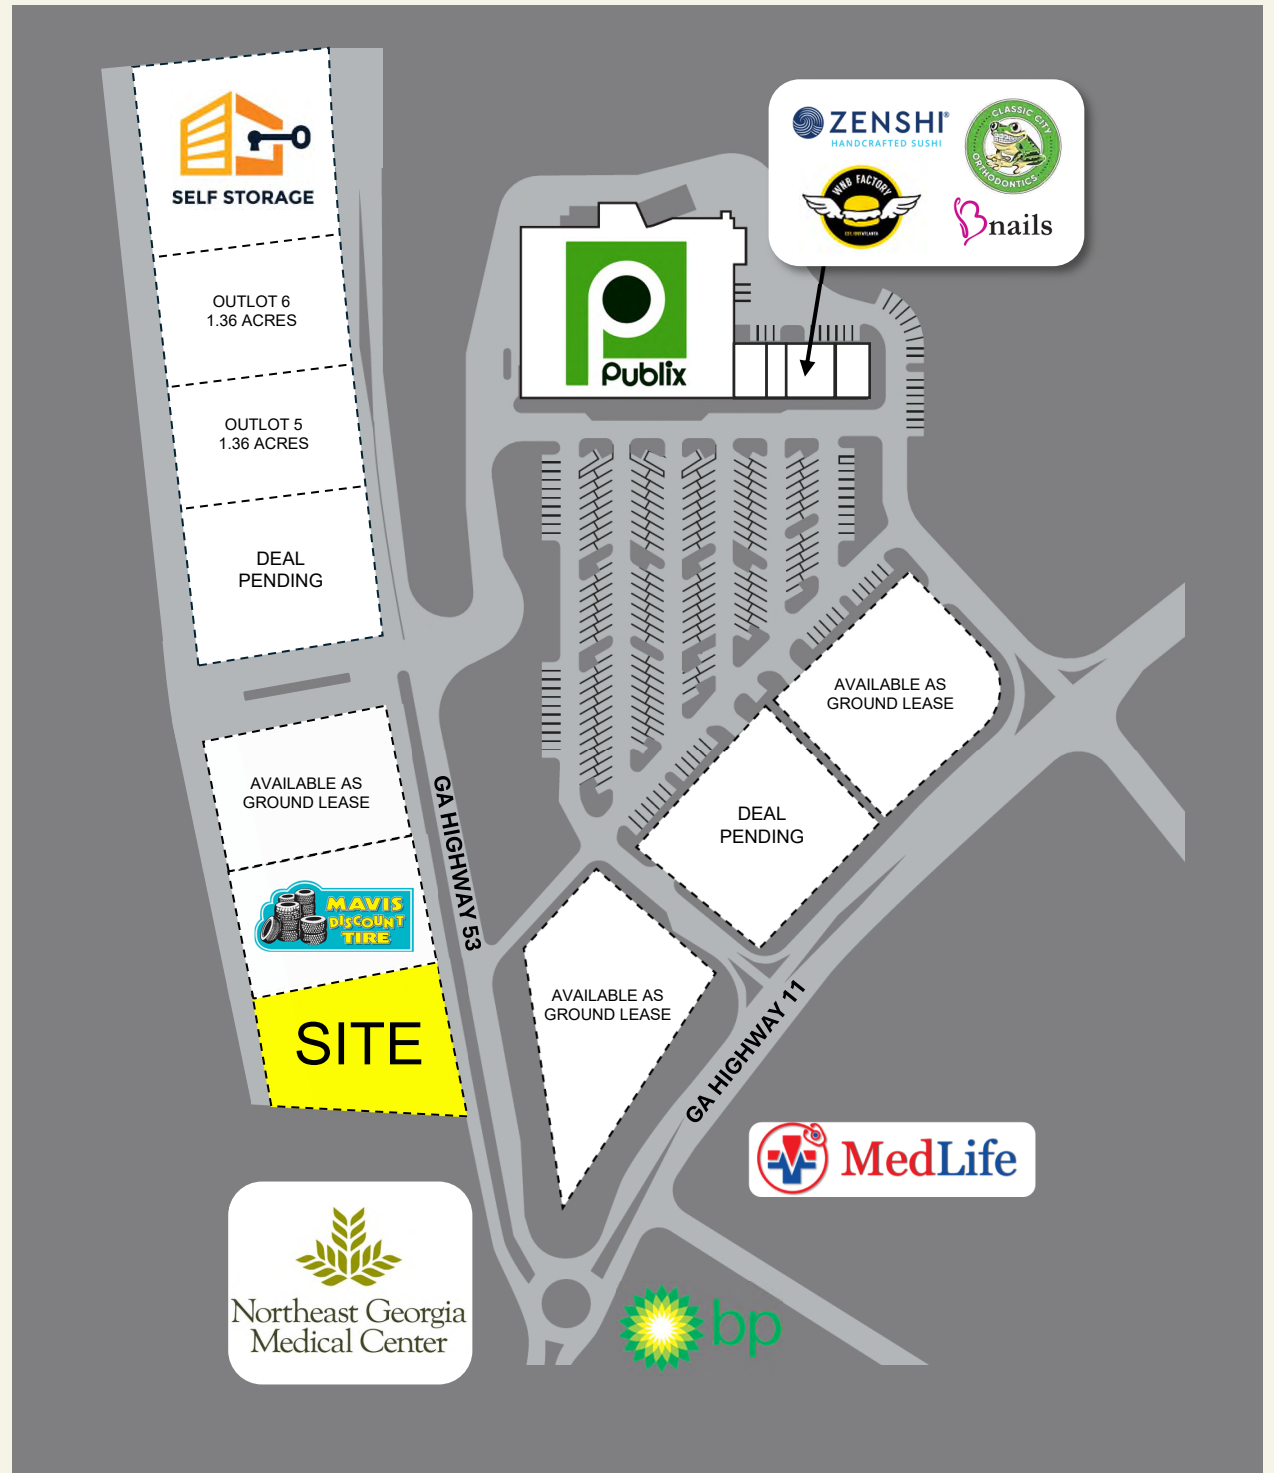 SELF STORAGE
OUTLOT 6
1.36 ACRES
OUTLOT 5
1.36 ACRES
DEAL
PENDING
ZENSHI®
HANDCRAFTED SUSHI
CLASSIC CITY
ORTHODONTICS
WNB FACTORY
Bnails
Publix
AVAILABLE AS
GROUND LEASE
DEAL
PENDING
AVAILABLE AS
GROUND LEASE
GA HIGHWAY 53
MAVIS
DISCOUNT
TIRE
SITE
AVAILABLE AS
GROUND LEASE
GA HIGHWAY 11
MedLife
Northeast Georgia
Medical Center
bp